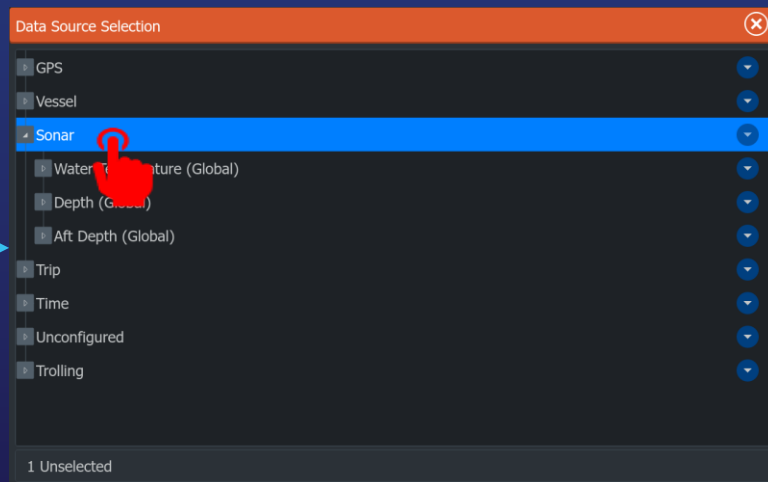 Data Source Selection
GPS
Vessel
Sonar
Water Temperature (Global)
Depth (Global)
Aft Depth (Global)
Trip
Time
Unconfigured
Trolling
1 Unselected